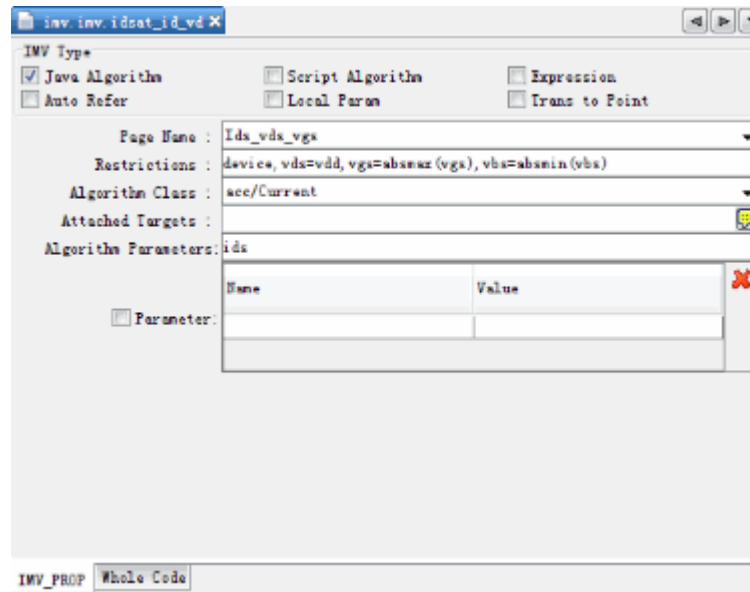 imv.imv.idsat_id_vd
IMV Type
Java Algorithm Script Algorithm Expression
Auto Refer Local Param Trans to Point
Page Name : Ids_vds_vgs
Restrictions : device, vds=vdd, vgs=absmax(vgs), vbs=absmin(vbs)
Algorithm Class : acc/Current
Attached Targets :
Algorithm Parameters: ids
Name Value
Parameter:
IMV_PROP Whole Code